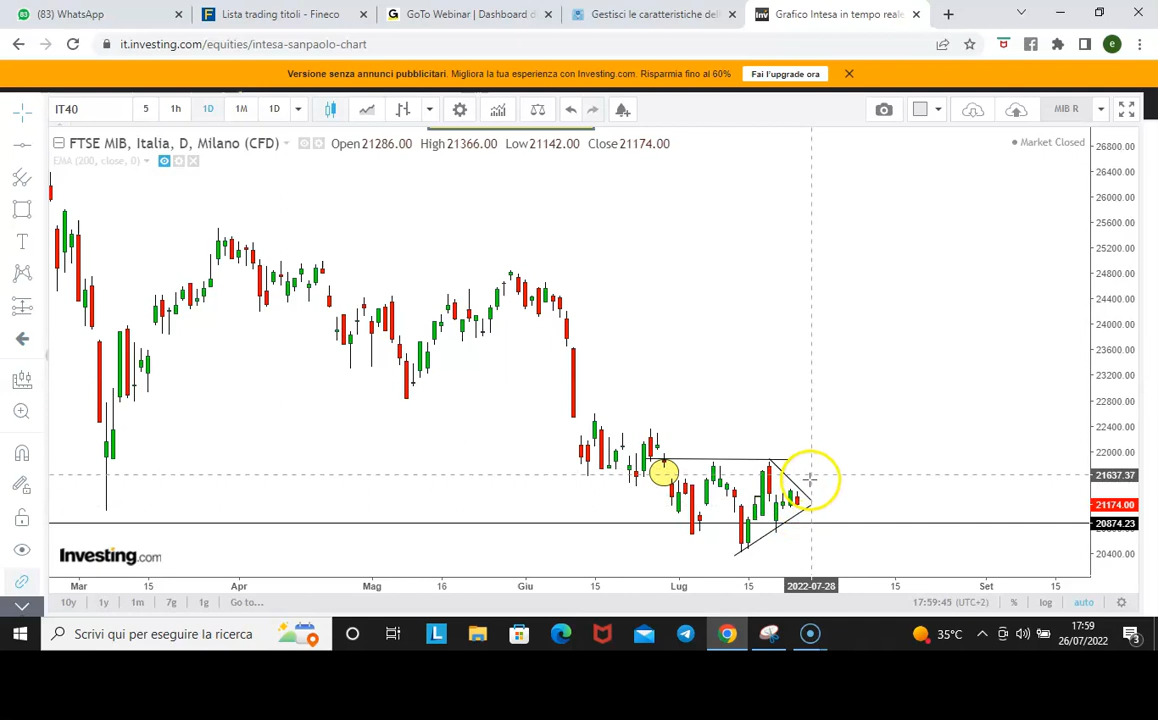 (83) WhatsApp
Lista trading titoli - Fineco
GoTo Webinar | Dashboard d
Gestisci le caratteristiche dell
Grafico Intesa in tempo reale
it.investing.com/equities/intesa-sanpaolo-chart
Versione senza annunci pubblicitari. Migliora la tua esperienza con Investing.com. Risparmia fino al 60%
Fai l'upgrade ora
IT40
5
1h
1D
1M
1D
MIB R
FTSE MIB, Italia, D, Milano (CFD)
Open 21286.00 High 21366.00 Low 21142.00 Close 21174.00
Market Closed
EMA (200, close, 0)
26800.00
26400.00
26000.00
25600.00
25200.00
24800.00
24400.00
24000.00
23600.00
23200.00
22800.00
22400.00
22000.00
21637.37
21174.00
20874.23
20400.00
Investing.com
Mar
15
Apr
Mag
16
Giu
15
Lug
15
2022-07-28
15
Set
15
10y
1y
1m
7g
1g
Go to...
17:59:45 (UTC+2)
%
log
auto
Scrivi qui per eseguire la ricerca
35°C
17:59
26/07/2022
3